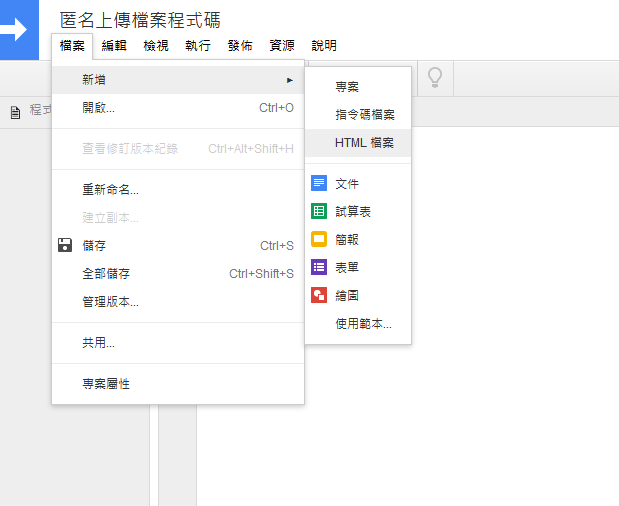 匿名上傳檔案程式碼
檔案 編輯 檢視 執行 發佈 資源 說明
程式
新增
開啟... Ctrl+O
查看修訂版本紀錄 Ctrl+Alt+Shift+H
重新命名...
建立副本...
儲存 Ctrl+S
全部儲存 Ctrl+Shift+S
管理版本...
共用...
專案屬性
專案
指令碼檔案
HTML 檔案
文件
試算表
簡報
表單
繪圖
使用範本...